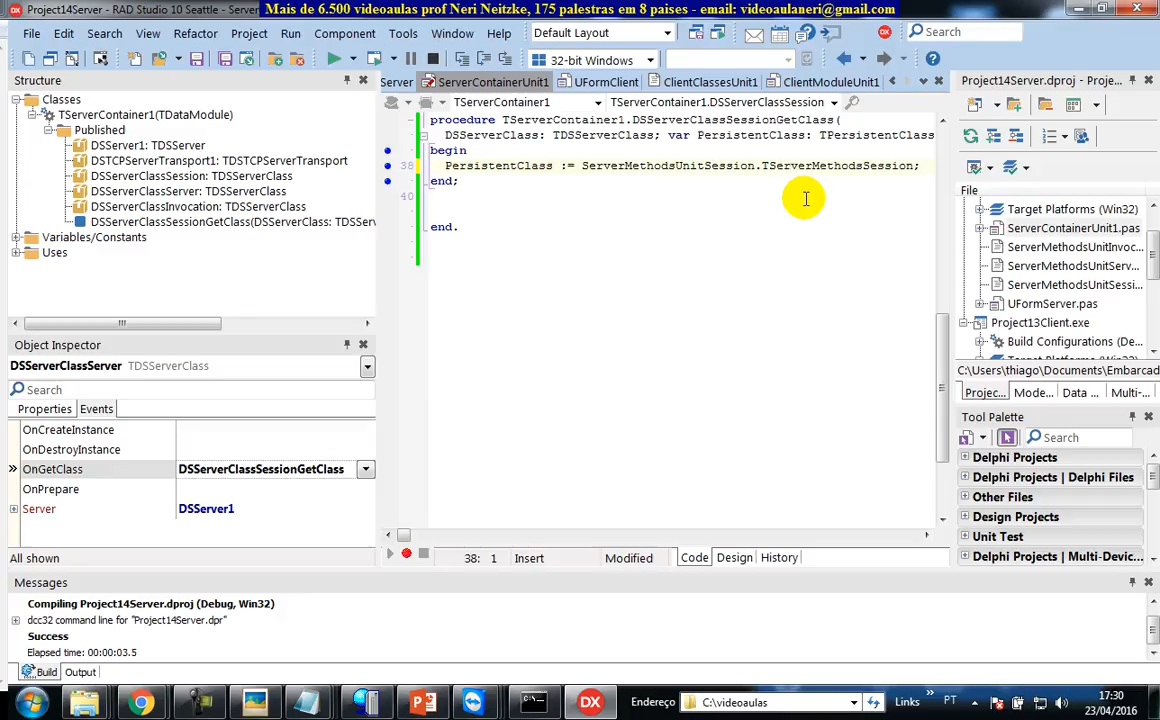 Project14Server - RAD Studio 10 Seattle - Server
Mais de 6.500 videoaulas prof Neri Neitzke, 175 palestras em 8 paises - email: videoaulaneri@gmail.com
File Edit Search View Refactor Project Run Component Tools Window Help Default Layout Search
32-bit Windows
Structure
Classes
TServerContainer1(TDataModule)
Published
DSServer1: TDSServer
DSTCPServerTransport1: TDSTCPServerTransport
DSServerClassSession: TDSServerClass
DSServerClassServer: TDSServerClass
DSServerClassInvocation: TDSServerClass
DSServerClassSessionGetClass(DSServerClass: TDSSer
Variables/Constants
Uses
Server ServerContainerUnit1 UFormClient ClientClassesUnit1 ClientModuleUnit1
TServerContainer1 TServerContainer1.DSServerClassSession
procedure TServerContainer1.DSServerClassSessionGetClass(
DSServerClass: TDSServerClass; var PersistentClass: TPersistentClass
begin
38 PersistentClass := ServerMethodsUnitSession.TServerMethodsSession;
end;
40
end.
38: 1 Insert Modified Code Design History
Object Inspector
DSServerClassServer TDSServerClass
Search
Properties Events
OnCreateInstance
OnDestroyInstance
OnGetClass DSServerClassSessionGetClass
OnPrepare
Server DSServer1
All shown
Project14Server.dproj - Proje...
File
Target Platforms (Win32)
ServerContainerUnit1.pas
ServerMethodsUnitInvoc...
ServerMethodsUnitServ...
ServerMethodsUnitSessi...
UFormServer.pas
Project13Client.exe
Build Configurations (De...
Target Platforms (Win32)
C:\Users\thiago\Documents\Embarcad
Projec... Mode... Data ... Multi-...
Tool Palette
Search
Delphi Projects
Delphi Projects | Delphi Files
Other Files
Design Projects
Unit Test
Delphi Projects | Multi-Devic...
Messages
Compiling Project14Server.dproj (Debug, Win32)
dcc32 command line for "Project14Server.dpr"
Success
Elapsed time: 00:00:03.5
Build Output
DX Endereço C:\videoaulas Links PT 17:30
23/04/2016